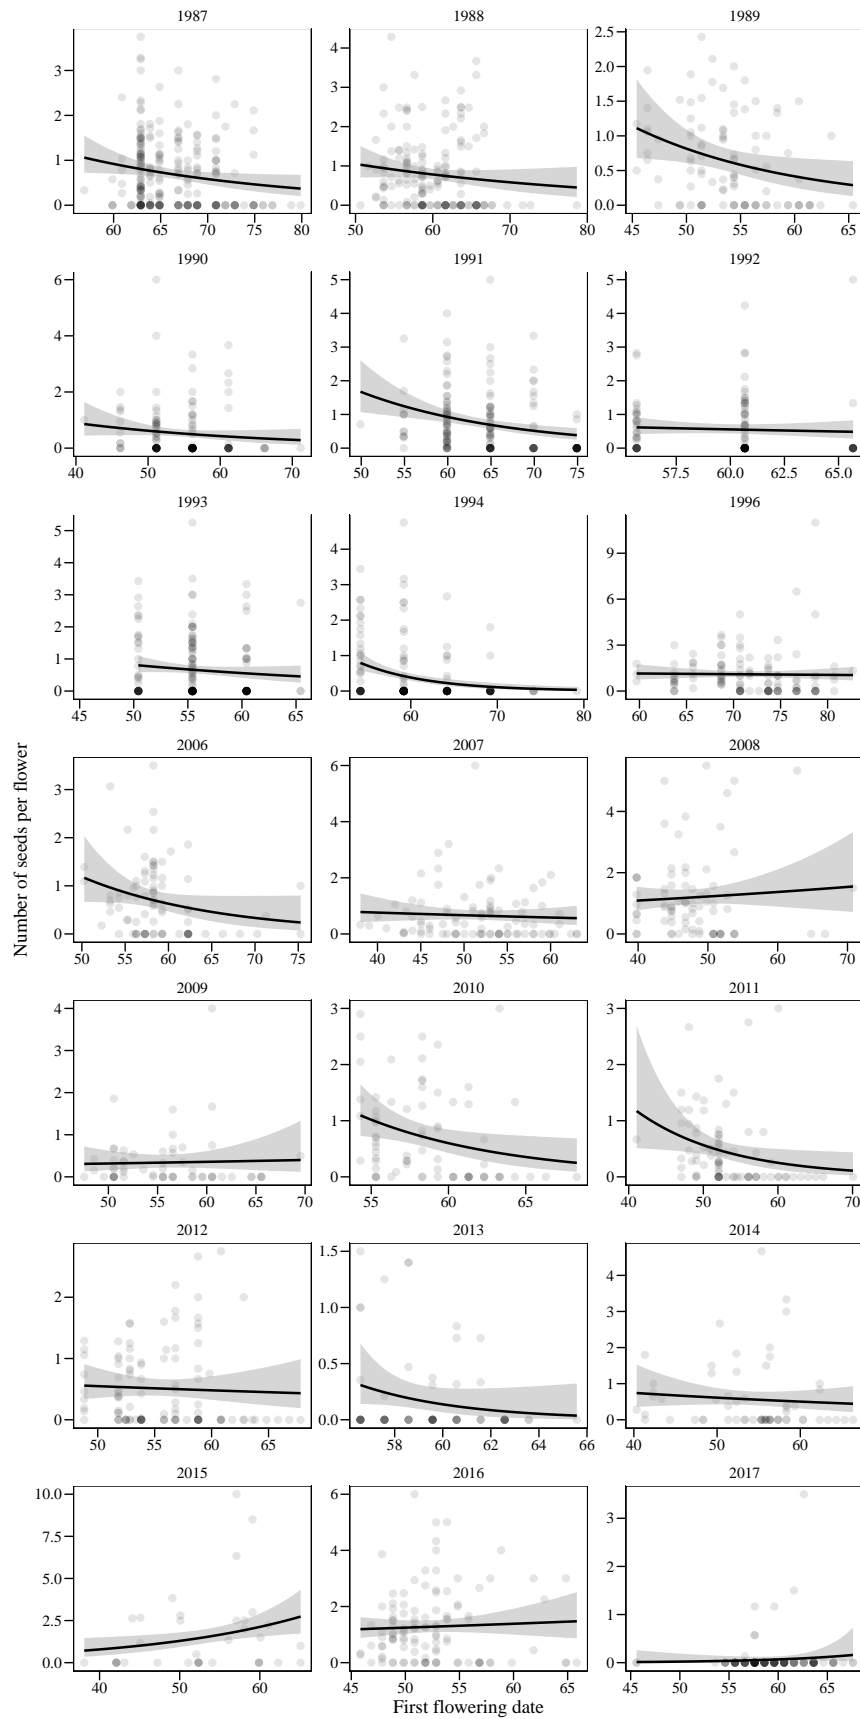 1987 1988 1989
3 2 1 0
60 65 70 75 80
4 3 2 1 0
50 60 70 80
2.5 2.0 1.5 1.0 0.5 0.0
45 50 55 60 65
1990 1991 1992
6 4 2 0
40 50 60 70
5 4 3 2 1 0
50 55 60 65 70 75
5 4 3 2 1 0
57.5 60.0 62.5 65.0
1993 1994 1996
5 4 3 2 1 0
45 50 55 60 65
4 3 2 1 0
60 70 80
9 6 3 0
60 65 70 75 80
Number of seeds per flower
2006 2007 2008
3 2 1 0
50 55 60 65 70 75
6 4 2 0
40 45 50 55 60
4 2 0
40 50 60 70
2009 2010 2011
4 3 2 1 0
50 55 60 65 70
3 2 1 0
55 60 65
3 2 1 0
40 50 60 70
2012 2013 2014
2 1 0
50 55 60 65
1.5 1.0 0.5 0.0
58 60 62 64 66
4 3 2 1 0
40 50 60
2015 2016 2017
10.0 7.5 5.0 2.5 0.0
40 50 60
6 4 2 0
45 50 55 60 65
3 2 1 0
45 50 55 60 65
First flowering date